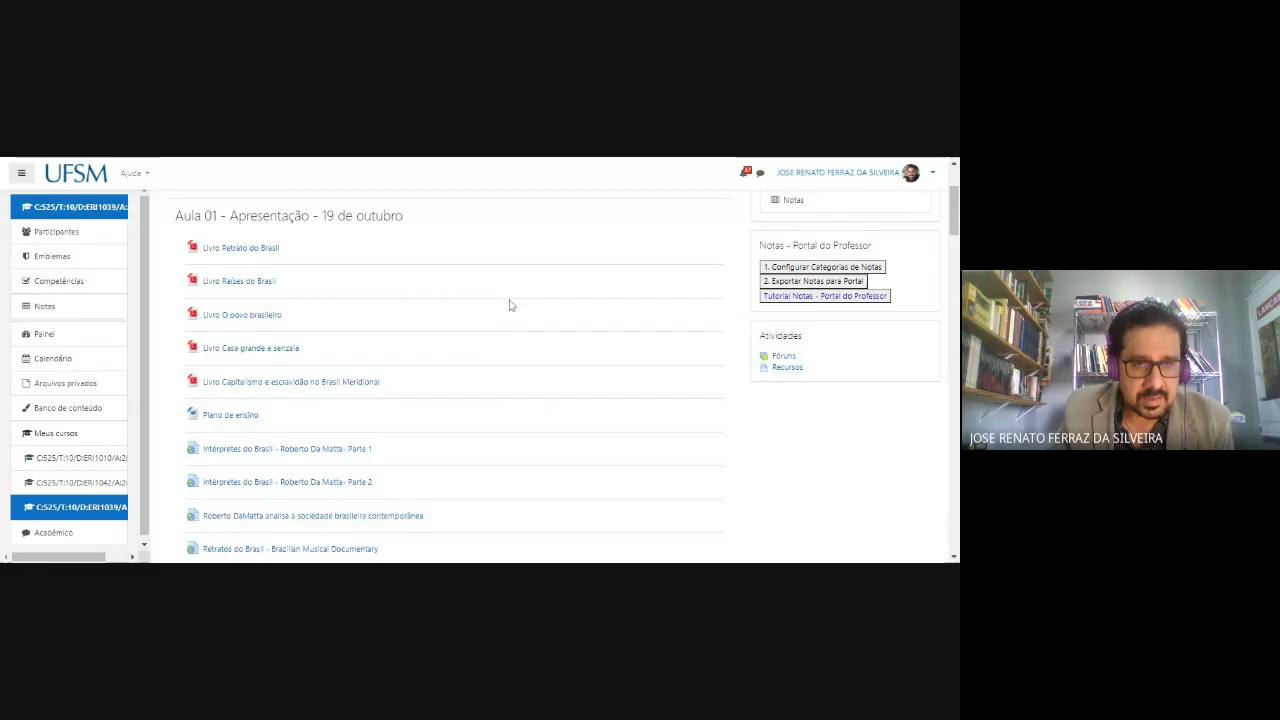 UFSM
Ajuda
37
JOSE RENATO FERRAZ DA SILVEIRA
C:525/T:10/D:ERI1039/A:
Participantes
Emblemas
Competências
Notas
Painel
Calendário
Arquivos privados
Banco de conteúdo
Meus cursos
C:525/T:10/D:ERI1010/A:2
C:525/T:10/D:ERI1042/A:2
C:525/T:10/D:ERI1039/A
Acadêmico
Aula 01 - Apresentação - 19 de outubro
Livro Retrato do Brasil
Livro Raízes do Brasil
Livro O povo brasileiro
Livro Casa grande e senzala
Livro Capitalismo e escravidão no Brasil Meridional
Plano de ensino
Intérpretes do Brasil - Roberto Da Matta- Parte 1
Intérpretes do Brasil - Roberto Da Matta- Parte 2
Roberto DaMatta analisa a sociedade brasileira contemporânea
Retratos do Brasil - Brazilian Musical Documentary
Notas
Notas - Portal do Professor
1. Configurar Categorias de Notas
2. Exportar Notas para Portal
Tutorial Notas - Portal do Professor
Atividades
Fóruns
Recursos
JOSE RENATO FERRAZ DA SILVEIRA